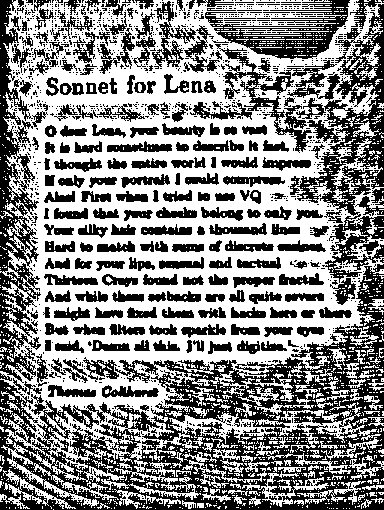 Sonnet for Lena
O dear Lena, your beauty is so vast
It is hard sometimes to describe it fast.
I thought the entire world I would impress
If only your portrait I could compress.
Alas! First when I tried to use VQ
I found that your cheeks belong to only you.
Your silky hair contains a thousand lines
Hard to match with sums of discrete cosines.
And for your lips, sensual and tactual
Thirteen Crays found not the proper fractal.
And while these setbacks are all quite severe
I might have fixed them with hacks here or there
But when filters took sparkle from your eyes
I said, 'Damn all this. I'll just digitize.'
Thomas Colthurst